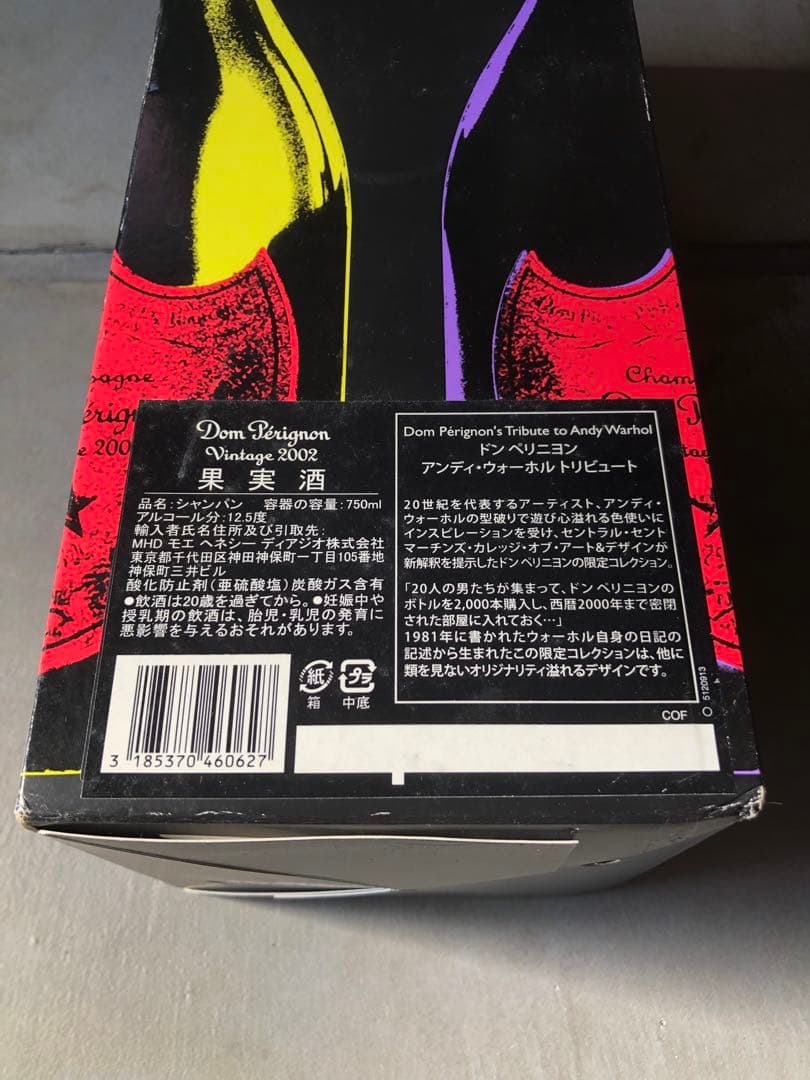 Dom Pérignon
Vintage 2002
果実酒
品名:シャンパン 容器の容量:750ml
アルコール分:12.5度
輸入者氏名住所及び引取先:
MHD モエ ヘネシー ディアジオ株式会社
東京都千代田区神田神保町一丁目105番地
神保町三井ビル
酸化防止剤(亜硫酸塩)炭酸ガス含有
●飲酒は20歳を過ぎてから。●妊娠中や
授乳期の飲酒は、胎児・乳児の発育に
悪影響を与えるおそれがあります。
紙
箱
プラ
中底
3 185370 460627
Dom Pérignon's Tribute to Andy Warhol
ドン ペリニヨン
アンディ・ウォーホル トリビュート
20世紀を代表するアーティスト、アンディ・
ウォーホルの型破りで遊び心溢れる色使いに
インスピレーションを受け、セントラル・セント
マーチンズ・カレッジ・オブ・アート&デザインが
新解釈を提示したドン ペリニヨンの限定コレクション。
「20人の男たちが集まって、ドン ペリニヨンの
ボトルを2,000本購入し、西暦2000年まで密閉
された部屋に入れておく…」
1981年に書かれたウォーホル自身の日記の
記述から生まれたこの限定コレクションは、他に
類を見ないオリジナリティ溢れるデザインです。
COF
5120913